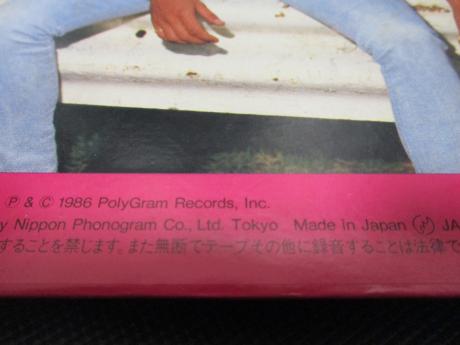 Ⓟ & Ⓒ 1986 PolyGram Records, Inc.
y Nippon Phonogram Co., Ltd. Tokyo Made in Japan JA
することを禁じます。また無断でテープその他に録音することは法律で